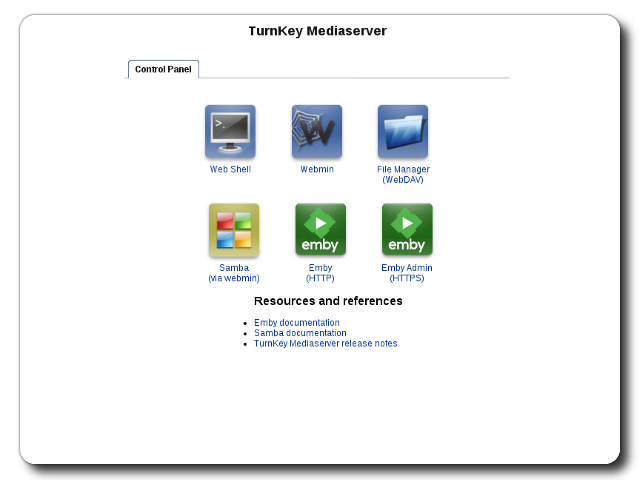 TurnKey Mediaserver
Control Panel
>_
Web Shell
Webmin
File Manager
(WebDAV)
emby
emby
Samba
(via webmin)
Emby
(HTTP)
Emby Admin
(HTTPS)
Resources and references
Emby documentation
Samba documentation
TurnKey Mediaserver release notes